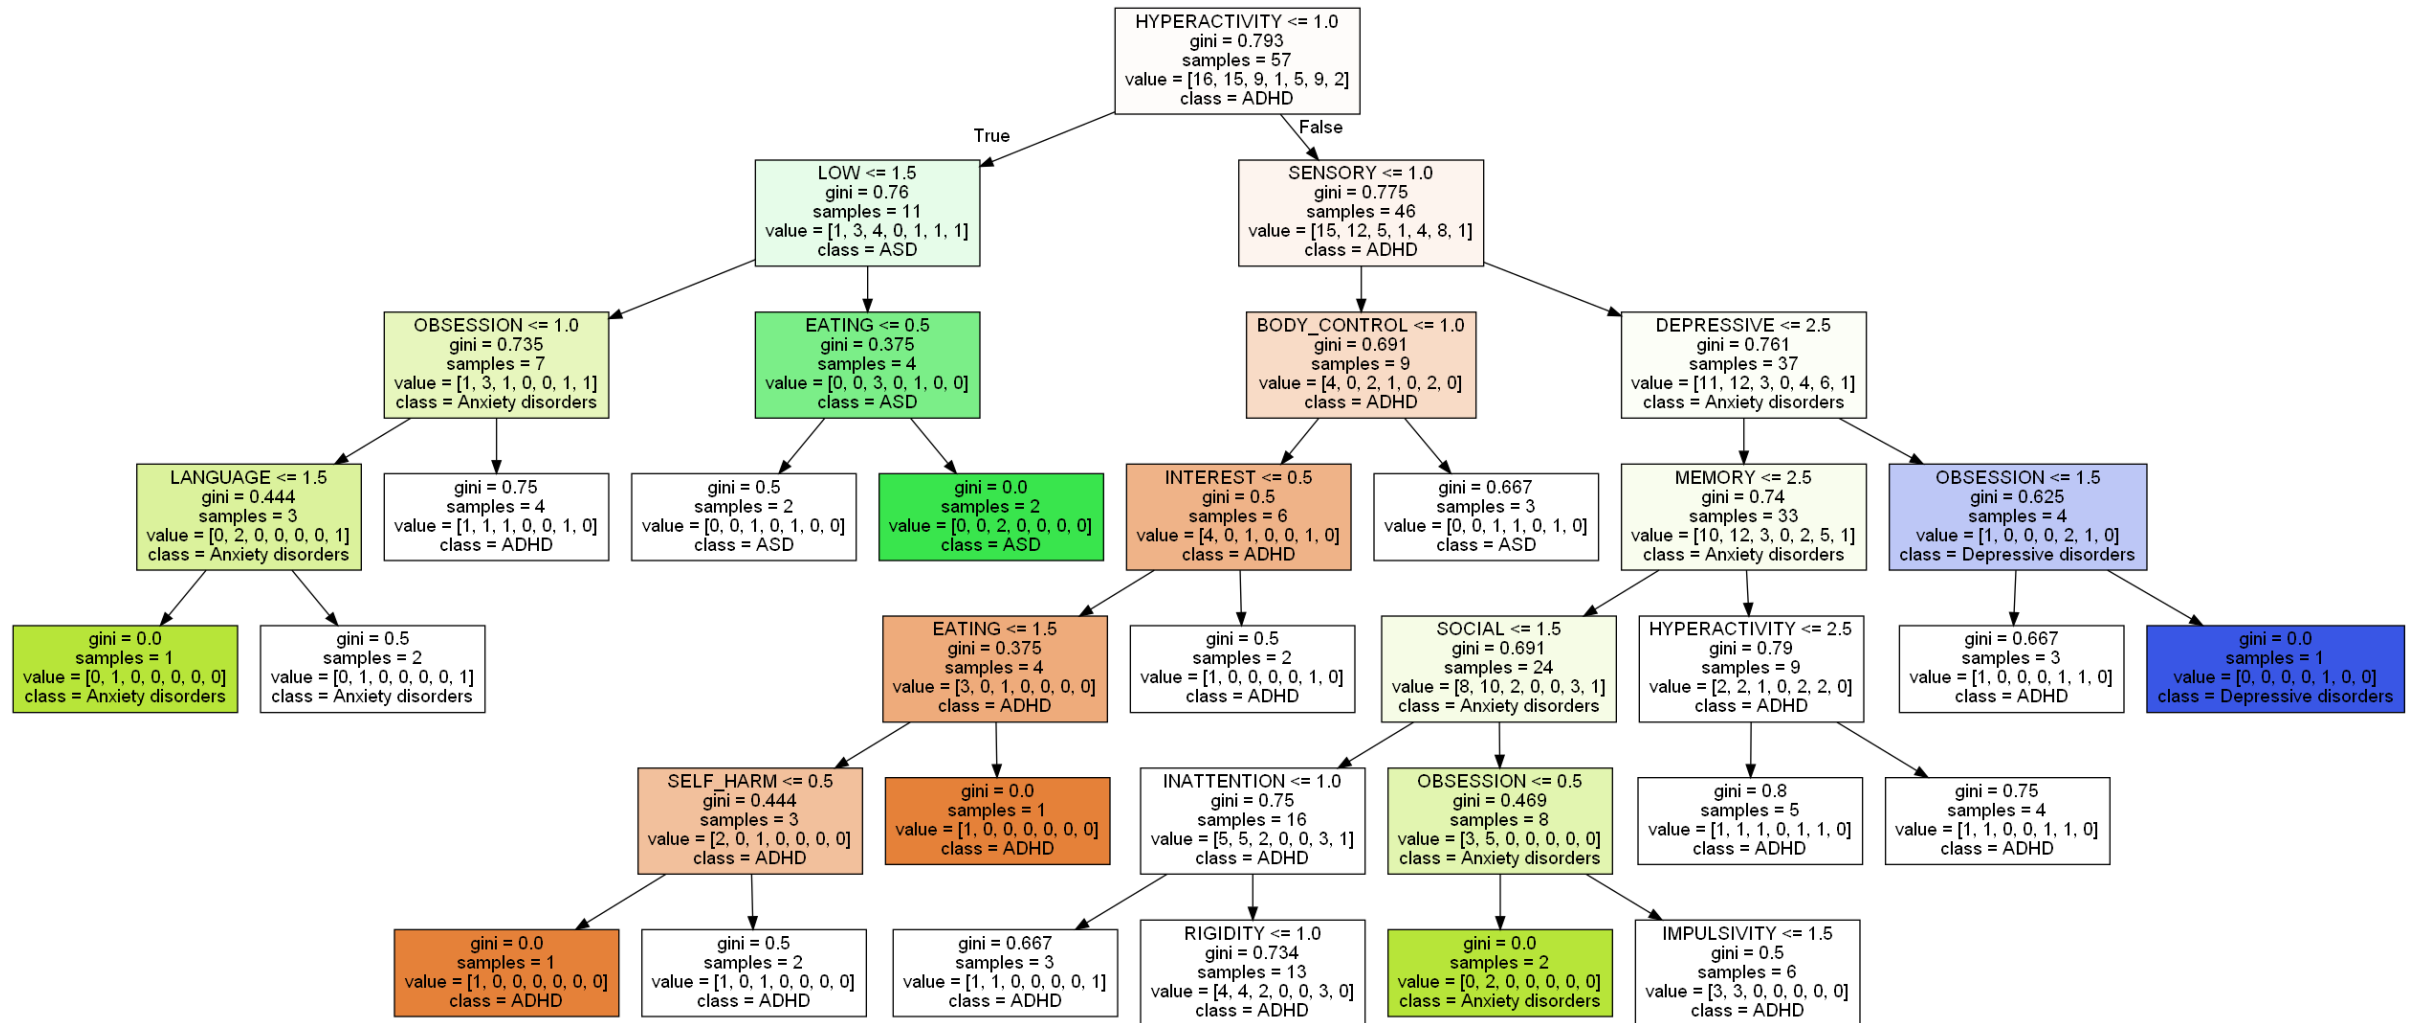 HYPERACTIVITY <= 1.0
gini = 0.793
samples = 57
value = [16, 15, 9, 1, 5, 9, 2]
class = ADHD
True
False
LOW <= 1.5
gini = 0.76
samples = 11
value = [1, 3, 4, 0, 1, 1, 1]
class = ASD
SENSORY <= 1.0
gini = 0.775
samples = 46
value = [15, 12, 5, 1, 4, 8, 1]
class = ADHD
OBSESSION <= 1.0
gini = 0.735
samples = 7
value = [1, 3, 1, 0, 0, 1, 1]
class = Anxiety disorders
EATING <= 0.5
gini = 0.375
samples = 4
value = [0, 0, 3, 0, 1, 0, 0]
class = ASD
BODY_CONTROL <= 1.0
gini = 0.691
samples = 9
value = [4, 0, 2, 1, 0, 2, 0]
class = ADHD
DEPRESSIVE <= 2.5
gini = 0.761
samples = 37
value = [11, 12, 3, 0, 4, 6, 1]
class = Anxiety disorders
LANGUAGE <= 1.5
gini = 0.444
samples = 3
value = [0, 2, 0, 0, 0, 0, 1]
class = Anxiety disorders
gini = 0.75
samples = 4
value = [1, 1, 1, 0, 0, 1, 0]
class = ADHD
gini = 0.5
samples = 2
value = [0, 0, 1, 0, 1, 0, 0]
class = ASD
gini = 0.0
samples = 2
value = [0, 0, 2, 0, 0, 0, 0]
class = ASD
INTEREST <= 0.5
gini = 0.5
samples = 6
value = [4, 0, 1, 0, 0, 1, 0]
class = ADHD
gini = 0.667
samples = 3
value = [0, 0, 1, 1, 0, 1, 0]
class = ASD
MEMORY <= 2.5
gini = 0.74
samples = 33
value = [10, 12, 3, 0, 2, 5, 1]
class = Anxiety disorders
OBSESSION <= 1.5
gini = 0.625
samples = 4
value = [1, 0, 0, 0, 2, 1, 0]
class = Depressive disorders
gini = 0.0
samples = 1
value = [0, 1, 0, 0, 0, 0, 0]
class = Anxiety disorders
gini = 0.5
samples = 2
value = [0, 1, 0, 0, 0, 0, 1]
class = Anxiety disorders
EATING <= 1.5
gini = 0.375
samples = 4
value = [3, 0, 1, 0, 0, 0, 0]
class = ADHD
gini = 0.5
samples = 2
value = [1, 0, 0, 0, 0, 1, 0]
class = ADHD
SOCIAL <= 1.5
gini = 0.691
samples = 24
value = [8, 10, 2, 0, 0, 3, 1]
class = Anxiety disorders
HYPERACTIVITY <= 2.5
gini = 0.79
samples = 9
value = [2, 2, 1, 0, 2, 2, 0]
class = ADHD
gini = 0.667
samples = 3
value = [1, 0, 0, 0, 1, 1, 0]
class = ADHD
gini = 0.0
samples = 1
value = [0, 0, 0, 0, 1, 0, 0]
class = Depressive disorders
SELF_HARM <= 0.5
gini = 0.444
samples = 3
value = [2, 0, 1, 0, 0, 0, 0]
class = ADHD
gini = 0.0
samples = 1
value = [1, 0, 0, 0, 0, 0, 0]
class = ADHD
INATTENTION <= 1.0
gini = 0.75
samples = 16
value = [5, 5, 2, 0, 0, 3, 1]
class = ADHD
OBSESSION <= 0.5
gini = 0.469
samples = 8
value = [3, 5, 0, 0, 0, 0, 0]
class = Anxiety disorders
gini = 0.8
samples = 5
value = [1, 1, 1, 0, 1, 1, 0]
class = ADHD
gini = 0.75
samples = 4
value = [1, 1, 0, 0, 1, 1, 0]
class = ADHD
gini = 0.0
samples = 1
value = [1, 0, 0, 0, 0, 0, 0]
class = ADHD
gini = 0.5
samples = 2
value = [1, 0, 1, 0, 0, 0, 0]
class = ADHD
gini = 0.667
samples = 3
value = [1, 1, 0, 0, 0, 0, 1]
class = ADHD
RIGIDITY <= 1.0
gini = 0.734
samples = 13
value = [4, 4, 2, 0, 0, 3, 0]
class = ADHD
gini = 0.0
samples = 2
value = [0, 2, 0, 0, 0, 0, 0]
class = Anxiety disorders
IMPULSIVITY <= 1.5
gini = 0.5
samples = 6
value = [3, 3, 0, 0, 0, 0, 0]
class = ADHD